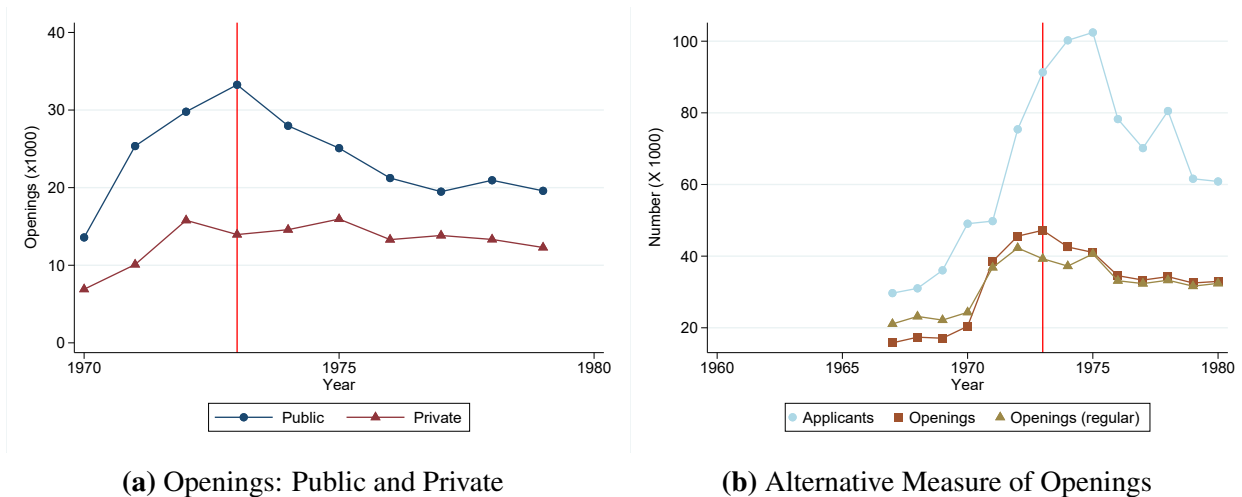 40
30
20
10
0
Openings (x1000)
1970
1975
1980
Year
Public
Private
(a) Openings: Public and Private
100
80
60
40
20
Number (X 1000)
1960
1965
1970
1975
1980
Year
Applicants
Openings
Openings (regular)
(b) Alternative Measure of Openings